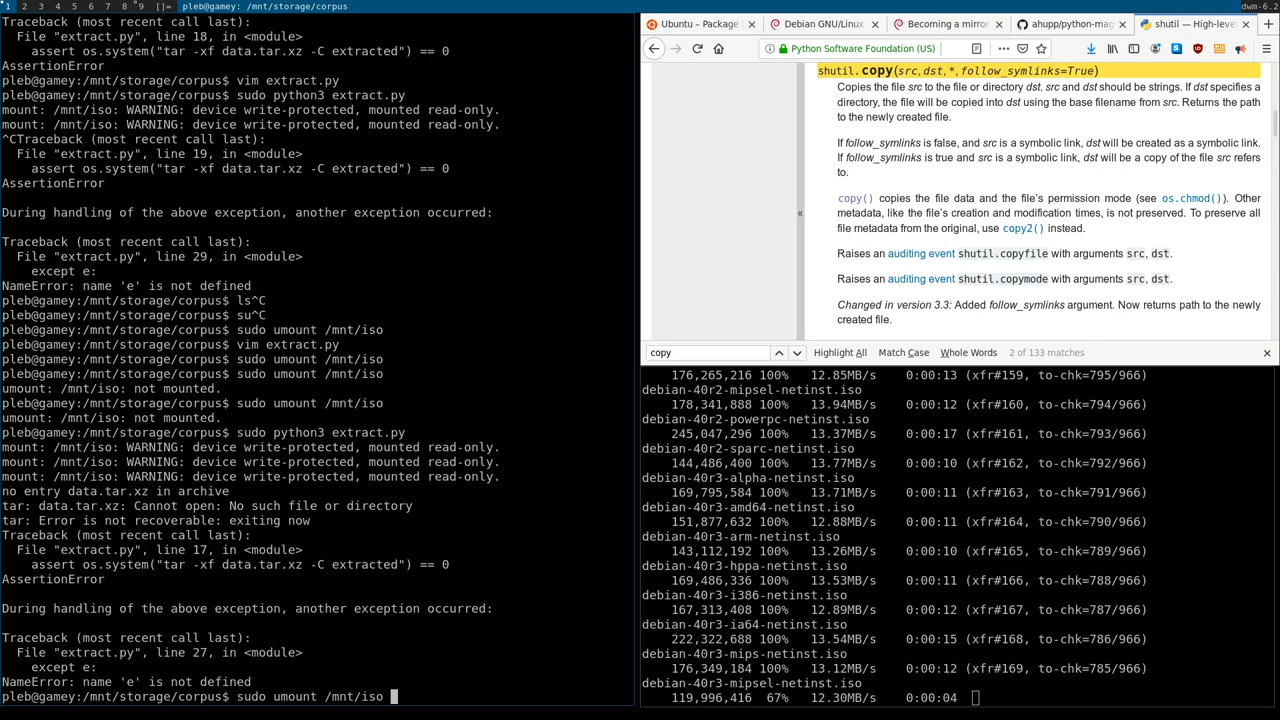 1 2 3 4 5 6 7 8 9 []= pleb@gamey: /mnt/storage/corpus dwm-6.2
Traceback (most recent call last):
File "extract.py", line 18, in <module>
assert os.system("tar -xf data.tar.xz -C extracted") == 0
AssertionError
pleb@gamey:/mnt/storage/corpus$ vim extract.py
pleb@gamey:/mnt/storage/corpus$ sudo python3 extract.py
mount: /mnt/iso: WARNING: device write-protected, mounted read-only.
mount: /mnt/iso: WARNING: device write-protected, mounted read-only.
^CTraceback (most recent call last):
File "extract.py", line 19, in <module>
assert os.system("tar -xf data.tar.xz -C extracted") == 0
AssertionError
During handling of the above exception, another exception occurred:
Traceback (most recent call last):
File "extract.py", line 29, in <module>
except e:
NameError: name 'e' is not defined
pleb@gamey:/mnt/storage/corpus$ ls^C
pleb@gamey:/mnt/storage/corpus$ su^C
pleb@gamey:/mnt/storage/corpus$ sudo umount /mnt/iso
pleb@gamey:/mnt/storage/corpus$ vim extract.py
pleb@gamey:/mnt/storage/corpus$ sudo umount /mnt/iso
pleb@gamey:/mnt/storage/corpus$ sudo umount /mnt/iso
umount: /mnt/iso: not mounted.
pleb@gamey:/mnt/storage/corpus$ sudo umount /mnt/iso
umount: /mnt/iso: not mounted.
pleb@gamey:/mnt/storage/corpus$ sudo python3 extract.py
mount: /mnt/iso: WARNING: device write-protected, mounted read-only.
mount: /mnt/iso: WARNING: device write-protected, mounted read-only.
mount: /mnt/iso: WARNING: device write-protected, mounted read-only.
no entry data.tar.xz in archive
tar: data.tar.xz: Cannot open: No such file or directory
tar: Error is not recoverable: exiting now
Traceback (most recent call last):
File "extract.py", line 17, in <module>
assert os.system("tar -xf data.tar.xz -C extracted") == 0
AssertionError
During handling of the above exception, another exception occurred:
Traceback (most recent call last):
File "extract.py", line 27, in <module>
except e:
NameError: name 'e' is not defined
pleb@gamey:/mnt/storage/corpus$ sudo umount /mnt/iso
Ubuntu – Package Debian GNU/Linux Becoming a mirror ahupp/python-mag shutil — High-level
Python Software Foundation (US)
shutil.copy(src, dst, *, follow_symlinks=True)
Copies the file src to the file or directory dst. src and dst should be strings. If dst specifies a
directory, the file will be copied into dst using the base filename from src. Returns the path
to the newly created file.
If follow_symlinks is false, and src is a symbolic link, dst will be created as a symbolic link.
If follow_symlinks is true and src is a symbolic link, dst will be a copy of the file src refers
to.
copy() copies the file data and the file's permission mode (see os.chmod()). Other
metadata, like the file's creation and modification times, is not preserved. To preserve all
file metadata from the original, use copy2() instead.
Raises an auditing event shutil.copyfile with arguments src, dst.
Raises an auditing event shutil.copymode with arguments src, dst.
Changed in version 3.3: Added follow_symlinks argument. Now returns path to the newly
created file.
«
copy Highlight All Match Case Whole Words 2 of 133 matches
176,265,216 100% 12.85MB/s 0:00:13 (xfr#159, to-chk=795/966)
debian-40r2-mipsel-netinst.iso
178,341,888 100% 13.94MB/s 0:00:12 (xfr#160, to-chk=794/966)
debian-40r2-powerpc-netinst.iso
245,047,296 100% 13.37MB/s 0:00:17 (xfr#161, to-chk=793/966)
debian-40r2-sparc-netinst.iso
144,486,400 100% 13.77MB/s 0:00:10 (xfr#162, to-chk=792/966)
debian-40r3-alpha-netinst.iso
169,795,584 100% 13.71MB/s 0:00:11 (xfr#163, to-chk=791/966)
debian-40r3-amd64-netinst.iso
151,877,632 100% 12.88MB/s 0:00:11 (xfr#164, to-chk=790/966)
debian-40r3-arm-netinst.iso
143,112,192 100% 13.26MB/s 0:00:10 (xfr#165, to-chk=789/966)
debian-40r3-hppa-netinst.iso
169,486,336 100% 13.53MB/s 0:00:11 (xfr#166, to-chk=788/966)
debian-40r3-i386-netinst.iso
167,313,408 100% 12.89MB/s 0:00:12 (xfr#167, to-chk=787/966)
debian-40r3-ia64-netinst.iso
222,322,688 100% 13.54MB/s 0:00:15 (xfr#168, to-chk=786/966)
debian-40r3-mips-netinst.iso
176,349,184 100% 13.12MB/s 0:00:12 (xfr#169, to-chk=785/966)
debian-40r3-mipsel-netinst.iso
119,996,416 67% 12.30MB/s 0:00:04